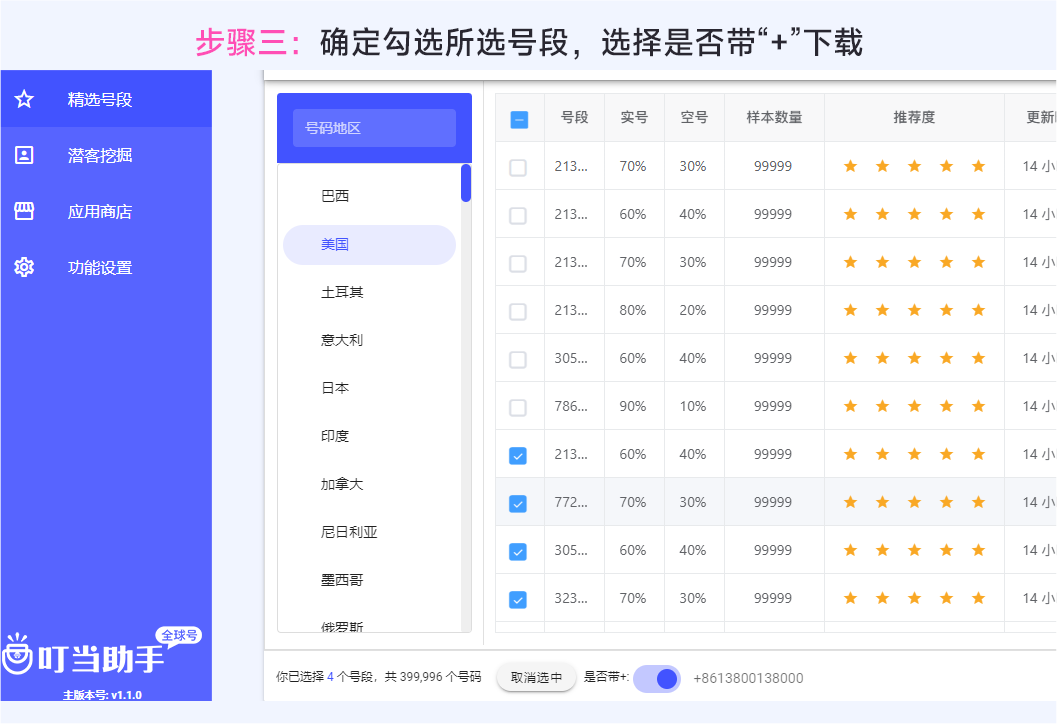 步骤三：确定勾选所选号段，选择是否带“+”下载
精选号段
潜客挖掘
应用商店
功能设置
全球号
叮当助手
主版本号: v1.1.0
号码地区
巴西
美国
土耳其
意大利
日本
印度
加拿大
尼日利亚
墨西哥
俄罗斯
号段 实号 空号 样本数量 推荐度 更新
213... 70% 30% 99999 14 小
213... 60% 40% 99999 14 小
213... 70% 30% 99999 14 小
213... 80% 20% 99999 14 小
305... 60% 40% 99999 14 小
786... 90% 10% 99999 14 小
213... 60% 40% 99999 14 小
772... 70% 30% 99999 14 小
305... 60% 40% 99999 14 小
323... 70% 30% 99999 14 小
你已选择 4 个号段，共 399,996 个号码 取消选中 是否带+: +8613800138000